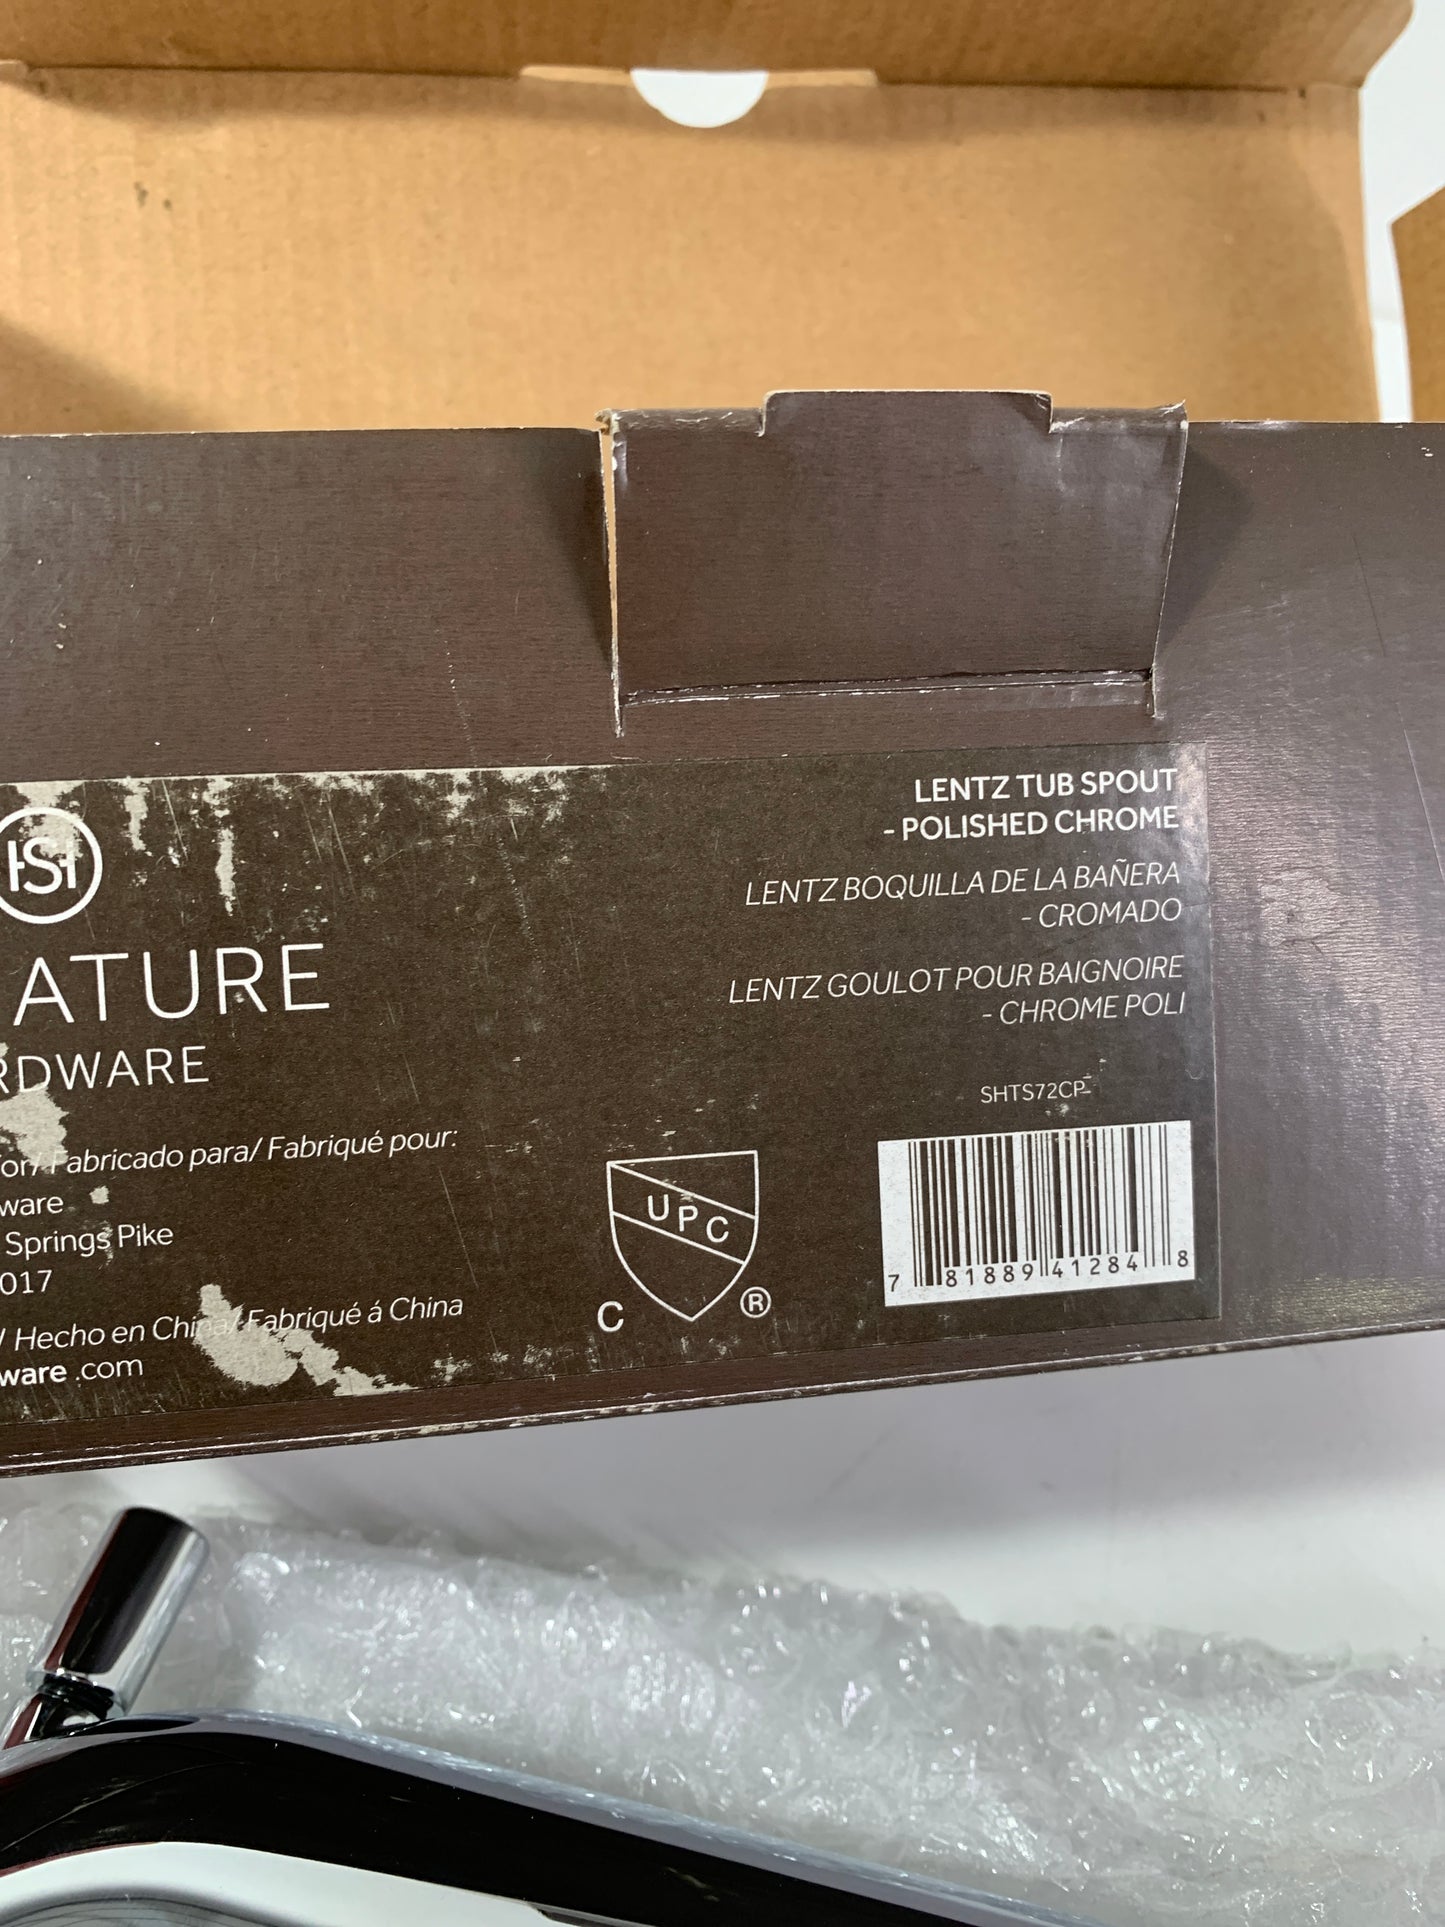 HS
ATURE
RDWARE
or/ Fabricado para/ Fabriqué pour:
ware
Springs Pike
017
/ Hecho en China/ Fabriqué á China
ware .com
LENTZ TUB SPOUT
- POLISHED CHROME
LENTZ BOQUILLA DE LA BAÑERA
- CROMADO
LENTZ GOULOT POUR BAIGNOIRE
- CHROME POLI
SHTS72CP
UPC
C ®
7 81889 41284 8